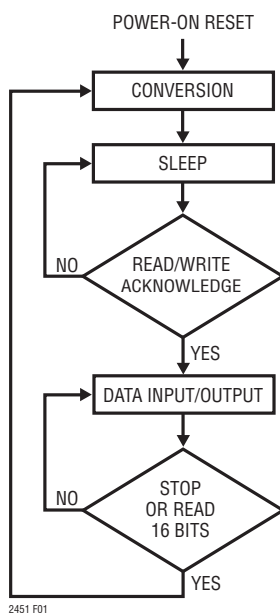 POWER-ON RESET
CONVERSION
SLEEP
NO
READ/WRITE
ACKNOWLEDGE
YES
DATA INPUT/OUTPUT
NO
STOP
OR READ
16 BITS
YES
2451 F01